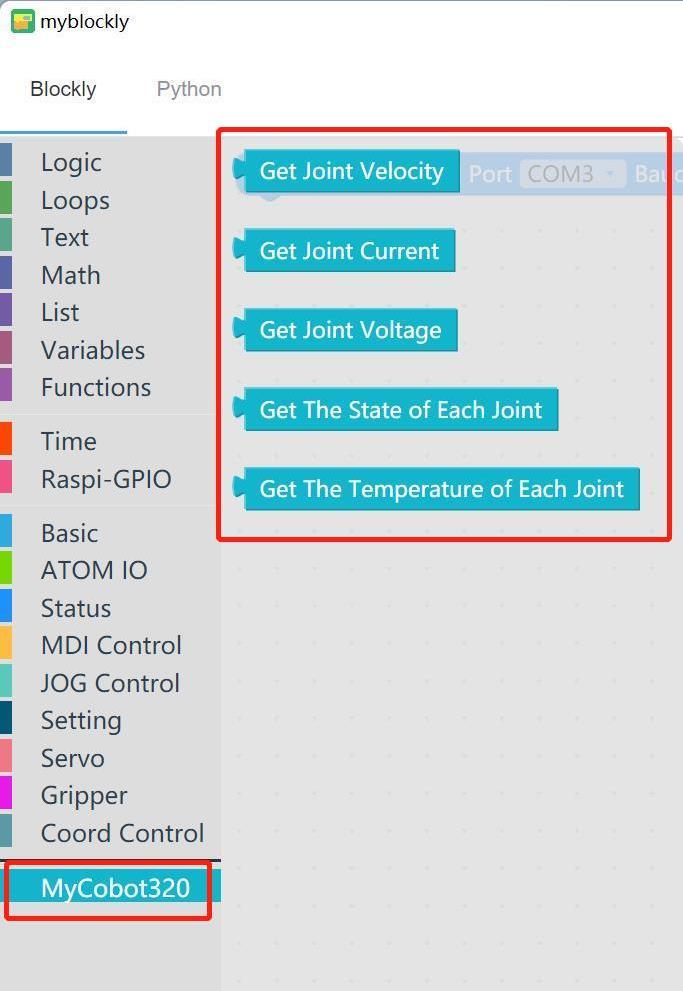 myblockly
Blockly
Python
Logic
Loops
Text
Math
List
Variables
Functions
Time
Raspi-GPIO
Basic
ATOM IO
Status
MDI Control
JOG Control
Setting
Servo
Gripper
Coord Control
MyCobot320
Get Joint Velocity
Port COM3
Get Joint Current
Get Joint Voltage
Get The State of Each Joint
Get The Temperature of Each Joint